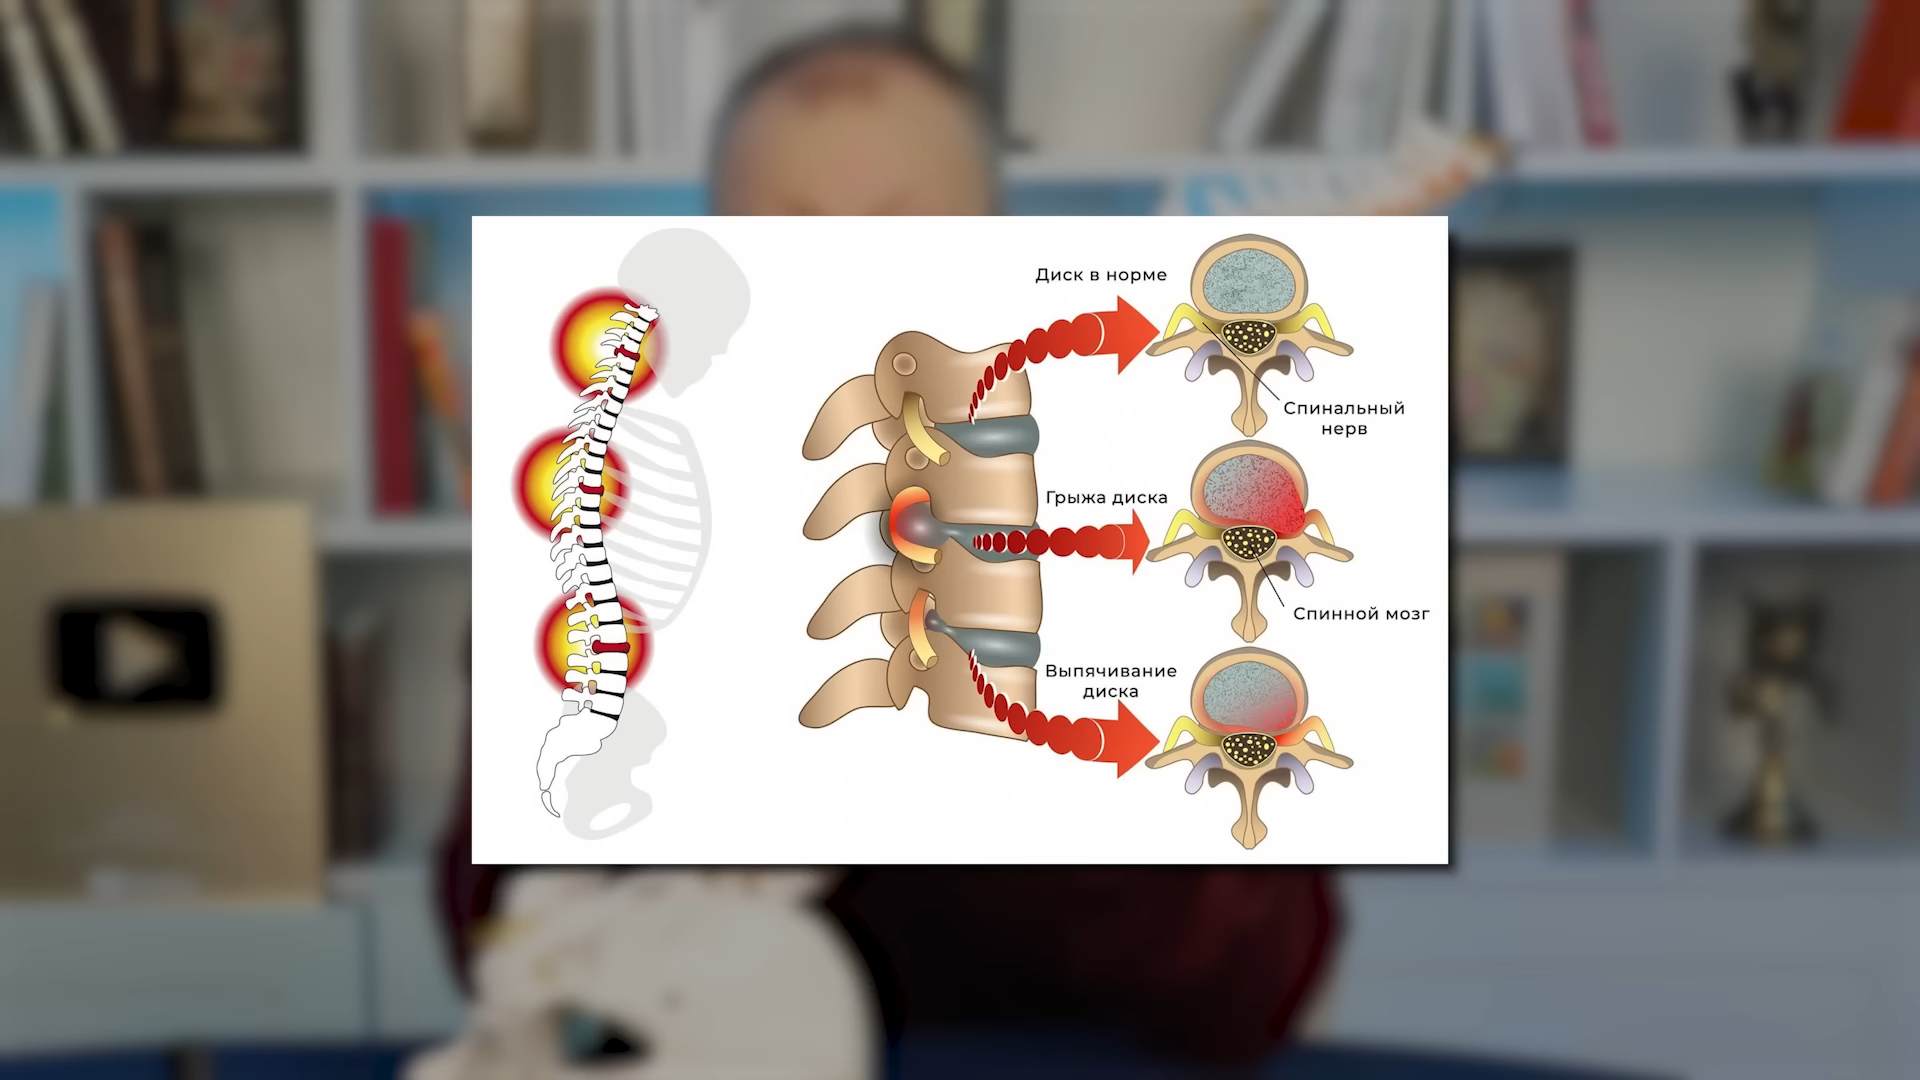 Диск в норме
Спинальный
нерв
Грыжа диска
Спинной мозг
Выпячивание
диска